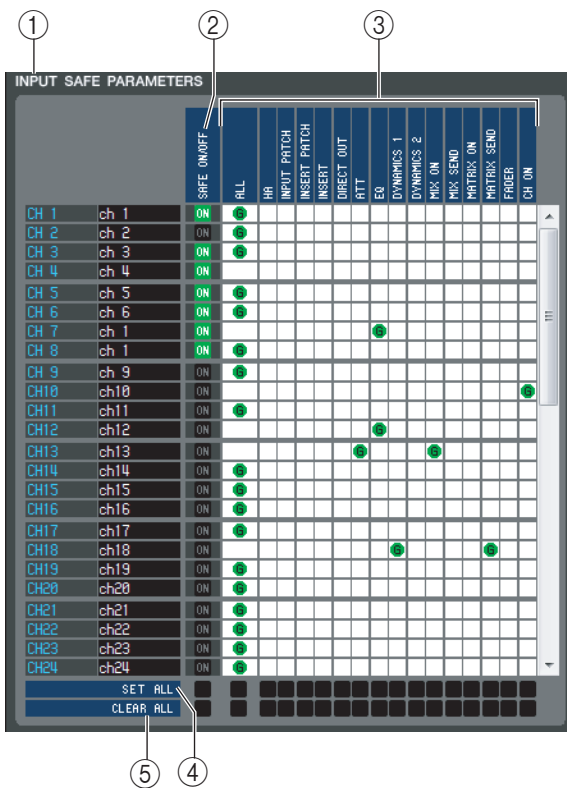 ① ② ③
INPUT SAFE PARAMETERS
SAFE ON/OFF
ALL
HA
INPUT PATCH
INSERT PATCH
INSERT
DIRECT OUT
ATT
EQ
DYNAMICS 1
DYNAMICS 2
MIX ON
MIX SEND
MATRIX ON
MATRIX SEND
FADER
CH ON
CH 1 ch 1 ON G
CH 2 ch 2 ON G
CH 3 ch 3 ON G
CH 4 ch 4 ON
CH 5 ch 5 ON G
CH 6 ch 6 ON G
CH 7 ch 1 ON G
CH 8 ch 1 ON G
CH 9 ch 9 ON G
CH10 ch10 ON G
CH11 ch11 ON G
CH12 ch12 ON G
CH13 ch13 ON G G
CH14 ch14 ON G
CH15 ch15 ON G
CH16 ch16 ON G
CH17 ch17 ON G
CH18 ch18 ON G G
CH19 ch19 ON G
CH20 ch20 ON G
CH21 ch21 ON G
CH22 ch22 ON G
CH23 ch23 ON G
CH24 ch24 ON G
SET ALL
CLEAR ALL
⑤ ④